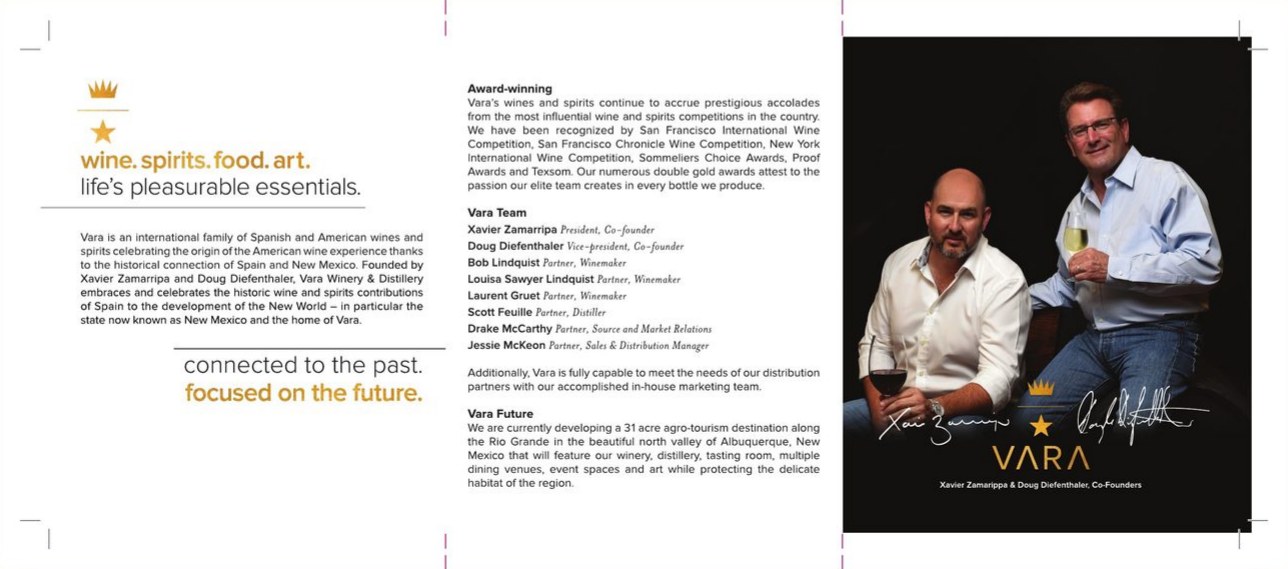 wine. spirits. food. art.
life's pleasurable essentials.
Vara is an international family of Spanish and American wines and
spirits celebrating the origin of the American wine experience thanks
to the historical connection of Spain and New Mexico. Founded by
Xavier Zamarripa and Doug Diefenthaler, Vara Winery & Distillery
embraces and celebrates the historic wine and spirits contributions
of Spain to the development of the New World – in particular the
state now known as New Mexico and the home of Vara.
connected to the past.
focused on the future.
Award-winning
Vara's wines and spirits continue to accrue prestigious accolades
from the most influential wine and spirits competitions in the country.
We have been recognized by San Francisco International Wine
Competition, San Francisco Chronicle Wine Competition, New York
International Wine Competition, Sommeliers Choice Awards, Proof
Awards and Texsom. Our numerous double gold awards attest to the
passion our elite team creates in every bottle we produce.
Vara Team
Xavier Zamarripa President, Co-founder
Doug Diefenthaler Vice-president, Co-founder
Bob Lindquist Partner, Winemaker
Louisa Sawyer Lindquist Partner, Winemaker
Laurent Gruet Partner, Winemaker
Scott Feuille Partner, Distiller
Drake McCarthy Partner, Source and Market Relations
Jessie McKeon Partner, Sales & Distribution Manager
Additionally, Vara is fully capable to meet the needs of our distribution
partners with our accomplished in-house marketing team.
Vara Future
We are currently developing a 31 acre agro-tourism destination along
the Rio Grande in the beautiful north valley of Albuquerque, New
Mexico that will feature our winery, distillery, tasting room, multiple
dining venues, event spaces and art while protecting the delicate
habitat of the region.
VARA
Xavier Zamarippa & Doug Diefenthaler, Co-Founders